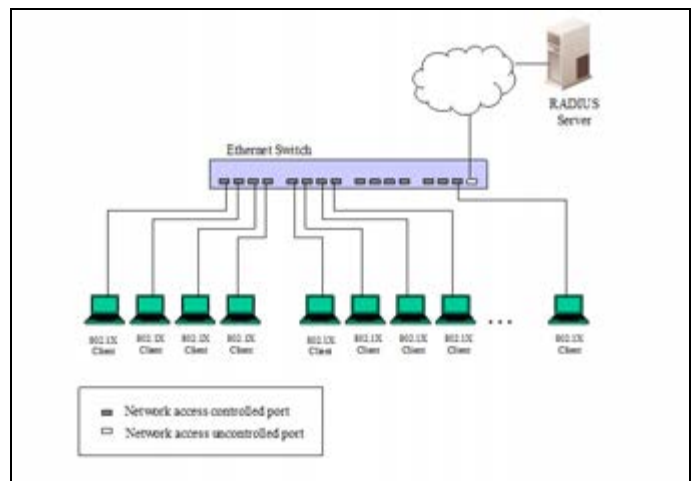 RADIUS
Server
Ethernet Switch
802.1X
Client
802.1X
Client
802.1X
Client
802.1X
Client
802.1X
Client
802.1X
Client
802.1X
Client
802.1X
Client
...
802.1X
Client
Network access controlled port
Network access uncontrolled port